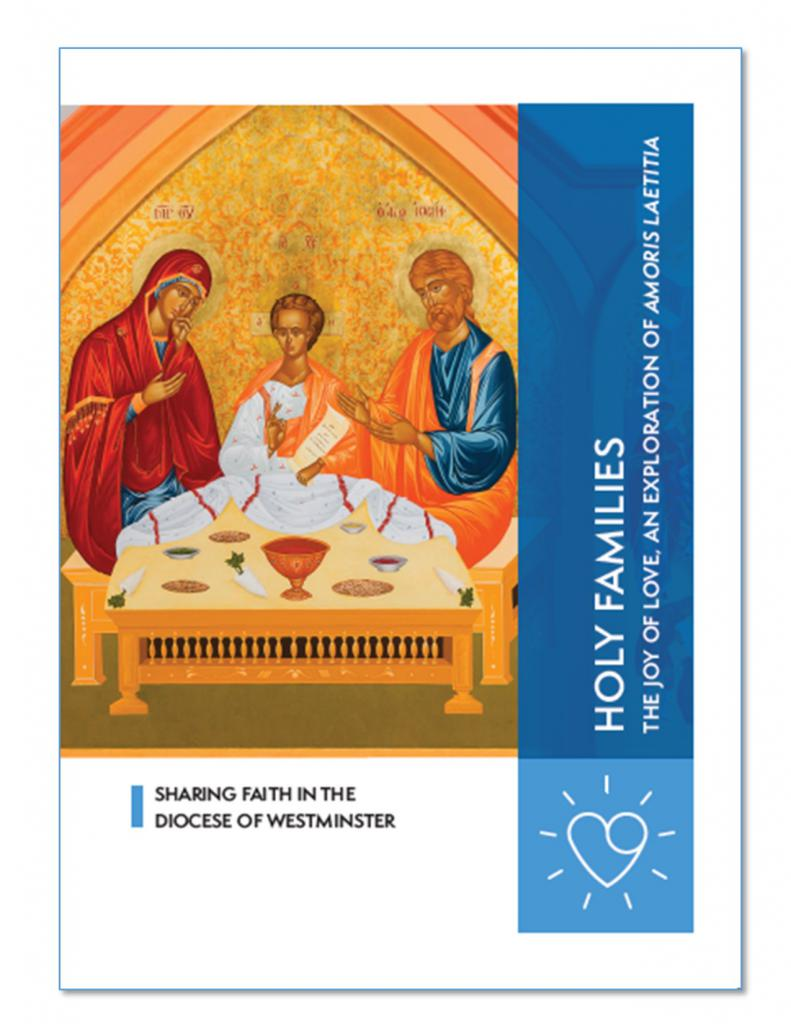 HOLY FAMILIES
THE JOY OF LOVE, AN EXPLORATION OF AMORIS LAETITIA
SHARING FAITH IN THE
DIOCESE OF WESTMINSTER